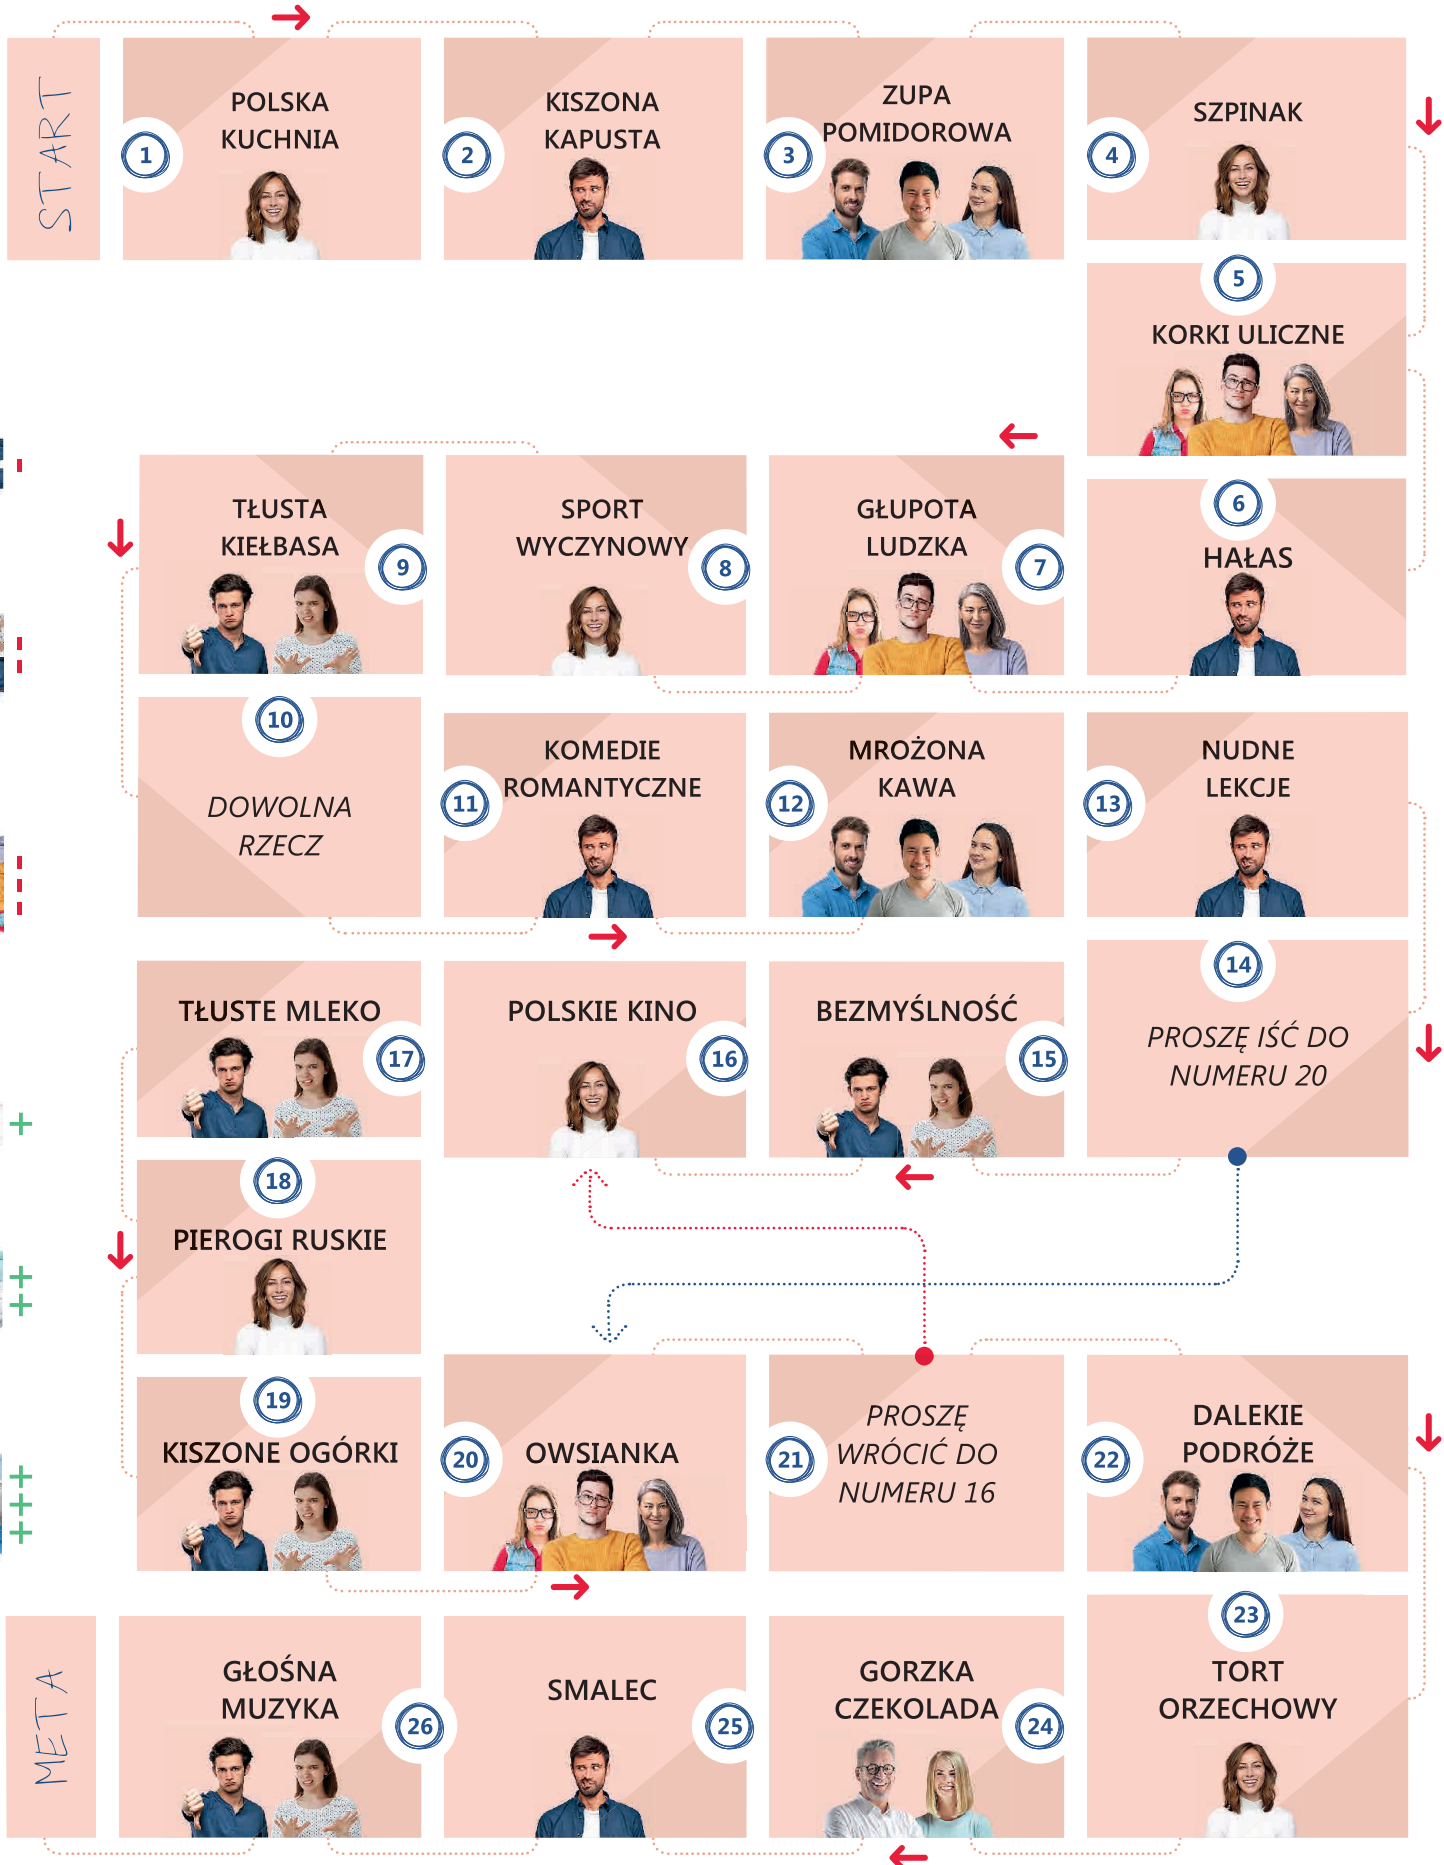 START
1
POLSKA
KUCHNIA
2
KISZONA
KAPUSTA
3
ZUPA
POMIDOROWA
4
SZPINAK
5
KORKI ULICZNE
6
HAŁAS
7
GŁUPOTA
LUDZKA
8
SPORT
WYCZYNOWY
9
TŁUSTA
KIEŁBASA
10
DOWOLNA
RZECZ
11
KOMEDIE
ROMANTYCZNE
12
MROŻONA
KAWA
13
NUDNE
LEKCJE
14
PROSZĘ IŚĆ DO
NUMERU 20
15
BEZMYŚLNOŚĆ
16
POLSKIE KINO
17
TŁUSTE MLEKO
18
PIEROGI RUSKIE
19
KISZONE OGÓRKI
20
OWSIANKA
21
PROSZĘ
WRÓCIĆ DO
NUMERU 16
22
DALEKIE
PODRÓŻE
23
TORT
ORZECHOWY
24
GORZKA
CZEKOLADA
25
SMALEC
26
GŁOŚNA
MUZYKA
META